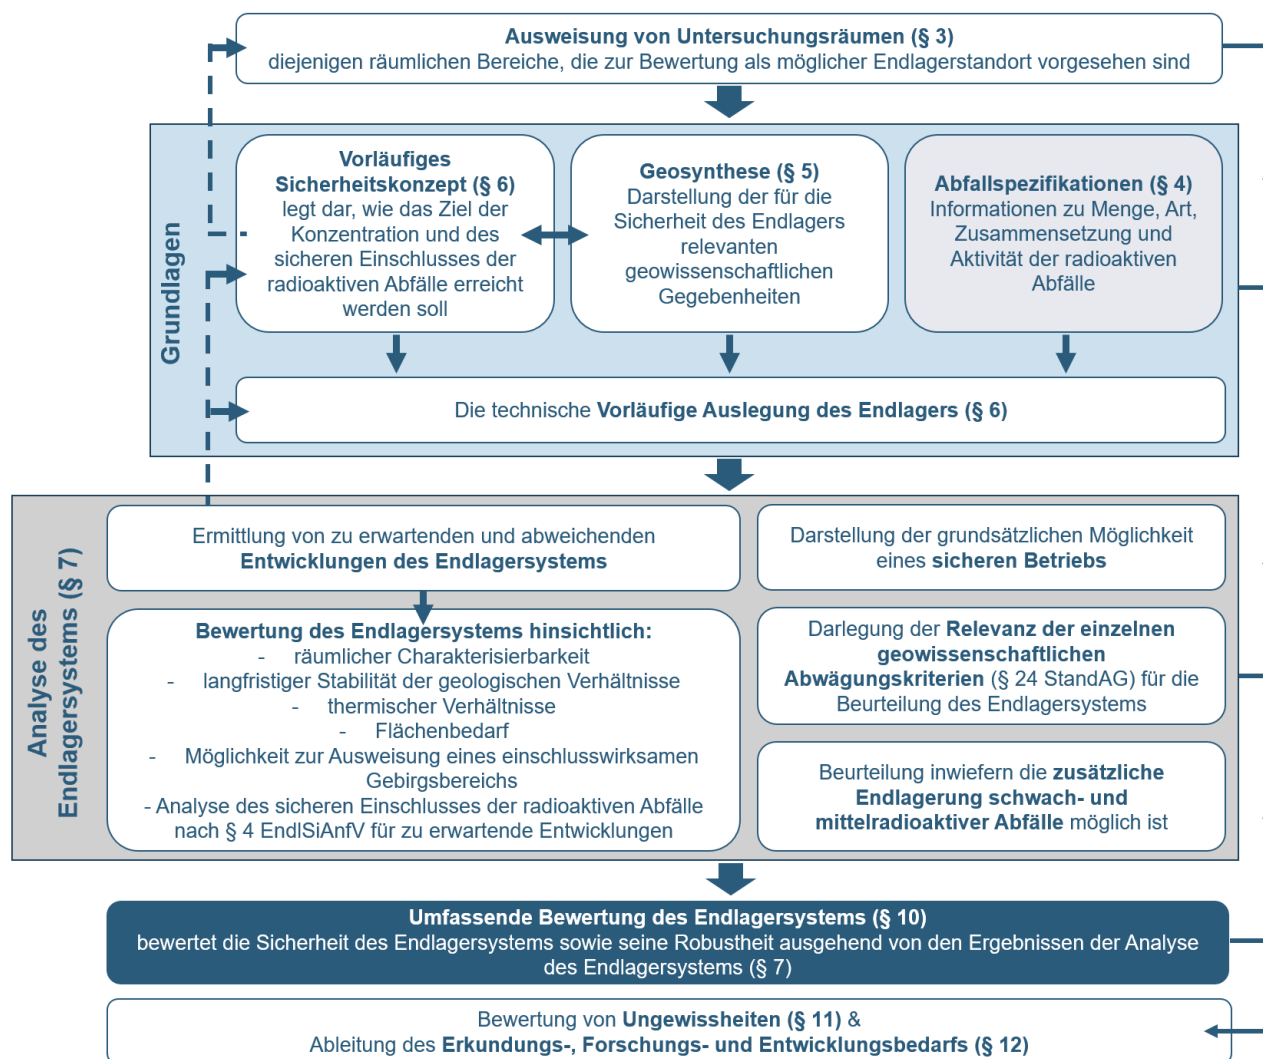 Ausweisung von Untersuchungsräumen (§ 3)
diejenigen räumlichen Bereiche, die zur Bewertung als möglicher Endlagerstandort vorgesehen sind
Grundlagen
Vorläufiges
Sicherheitskonzept (§ 6)
legt dar, wie das Ziel der
Konzentration und des
sicheren Einschlusses der
radioaktiven Abfälle erreicht
werden soll
Geosynthese (§ 5)
Darstellung der für die
Sicherheit des Endlagers
relevanten
geowissenschaftlichen
Gegebenheiten
Abfallspezifikationen (§ 4)
Informationen zu Menge, Art,
Zusammensetzung und
Aktivität der radioaktiven
Abfälle
Die technische Vorläufige Auslegung des Endlagers (§ 6)
Analyse des
Endlagersystems (§ 7)
Ermittlung von zu erwartenden und abweichenden
Entwicklungen des Endlagersystems
Bewertung des Endlagersystems hinsichtlich:
- räumlicher Charakterisierbarkeit
- langfristiger Stabilität der geologischen Verhältnisse
- thermischer Verhältnisse
- Flächenbedarf
- Möglichkeit zur Ausweisung eines einschlusswirksamen
Gebirgsbereichs
- Analyse des sicheren Einschlusses der radioaktiven Abfälle
nach § 4 EndlSiAnfV für zu erwartende Entwicklungen
Darstellung der grundsätzlichen Möglichkeit
eines sicheren Betriebs
Darlegung der Relevanz der einzelnen
geowissenschaftlichen
Abwägungskriterien (§ 24 StandAG) für die
Beurteilung des Endlagersystems
Beurteilung inwiefern die zusätzliche
Endlagerung schwach- und
mittelradioaktiver Abfälle möglich ist
Umfassende Bewertung des Endlagersystems (§ 10)
bewertet die Sicherheit des Endlagersystems sowie seine Robustheit ausgehend von den Ergebnissen der Analyse
des Endlagersystems (§ 7)
Bewertung von Ungewissheiten (§ 11) &
Ableitung des Erkundungs-, Forschungs- und Entwicklungsbedarfs (§ 12)